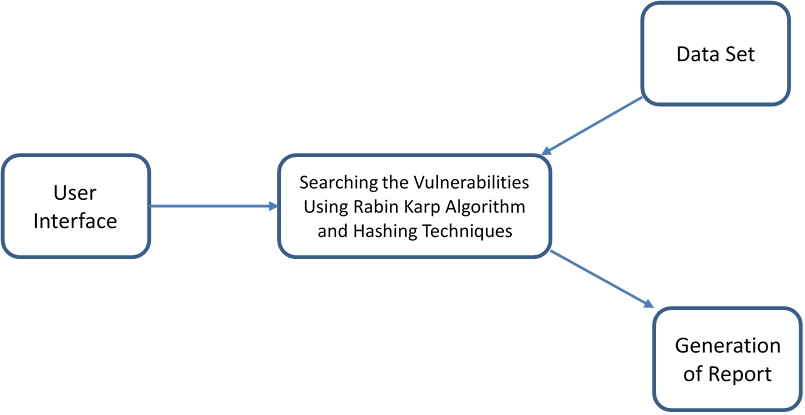 Data Set
User
Interface
Searching the Vulnerabilities
Using Rabin Karp Algorithm
and Hashing Techniques
Generation
of Report